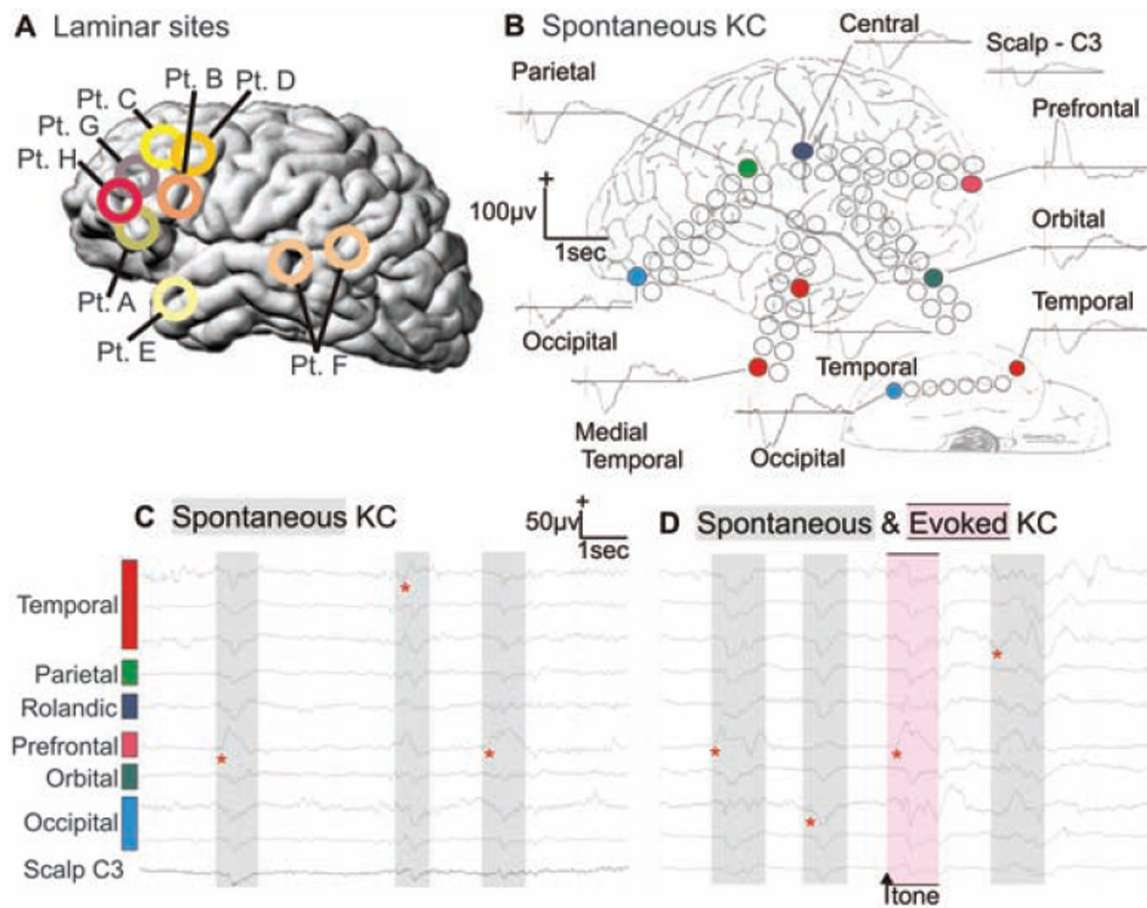 A Laminar sites
Pt. B
Pt. D
Pt. C
Pt. G
Pt. H
Pt. A
Pt. E
Pt. F
B Spontaneous KC
Central
Scalp - C3
Parietal
Prefrontal
+
100µv
1sec
Orbital
Occipital
Temporal
Temporal
Medial
Temporal
Occipital
C Spontaneous KC
+
50µv
1sec
D Spontaneous & Evoked KC
Temporal
Parietal
Rolandic
Prefrontal
Orbital
Occipital
Scalp C3
*
*
*
*
*
*
*
tone